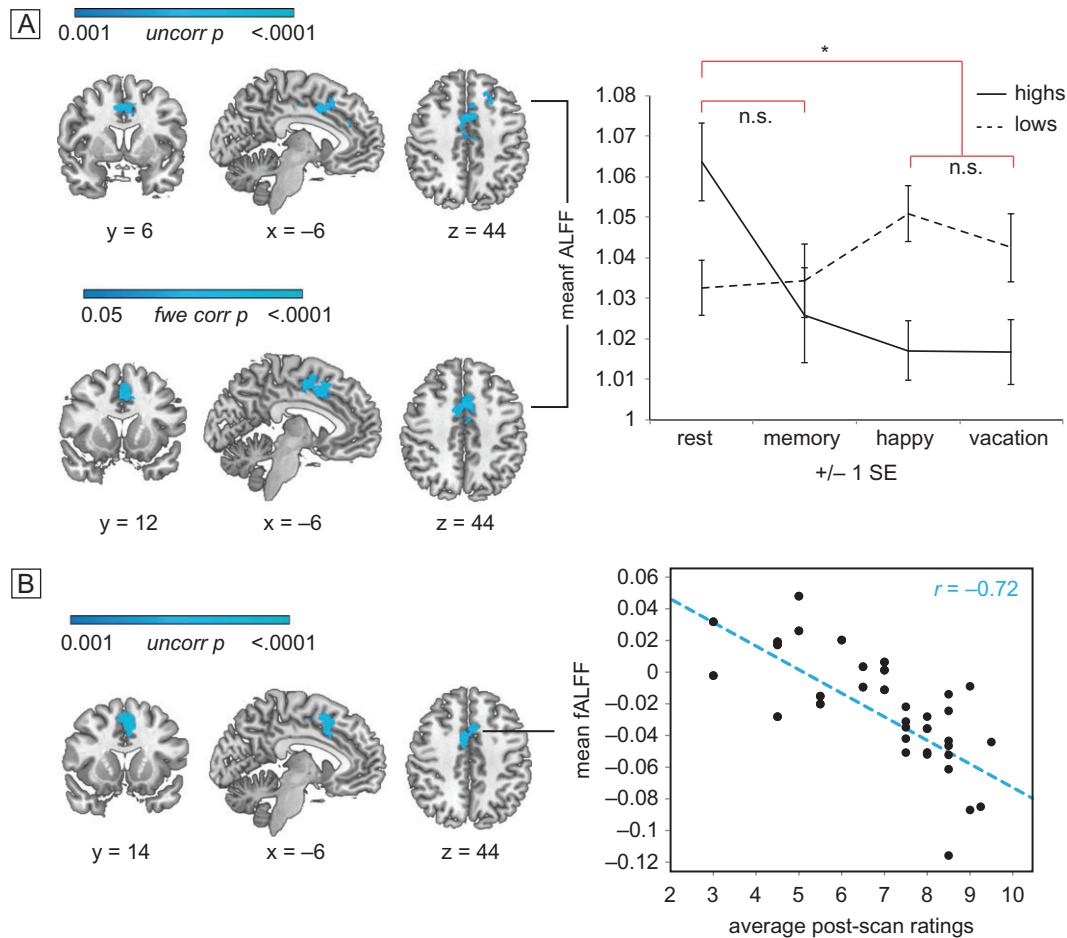 A
0.001 uncorr p <.0001
y = 6
x = –6
z = 44
0.05 fwe corr p <.0001
y = 12
x = –6
z = 44
meanf ALFF
*
n.s.
n.s.
highs
lows
1.08
1.07
1.06
1.05
1.04
1.03
1.02
1.01
1
rest memory happy vacation
+/– 1 SE
B
0.001 uncorr p <.0001
y = 14
x = –6
z = 44
r = –0.72
mean fALFF
0.06
0.04
0.02
0
–0.02
–0.04
–0.06
–0.08
–0.1
–0.12
2 3 4 5 6 7 8 9 10
average post-scan ratings